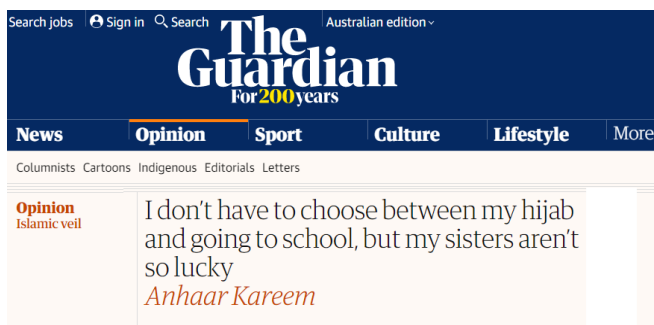 Search jobs Sign in Search Australian edition
The
Guardian
For 200 years
News Opinion Sport Culture Lifestyle More
Columnists Cartoons Indigenous Editorials Letters
Opinion
Islamic veil
I don't have to choose between my hijab
and going to school, but my sisters aren't
so lucky
Anhaar Kareem